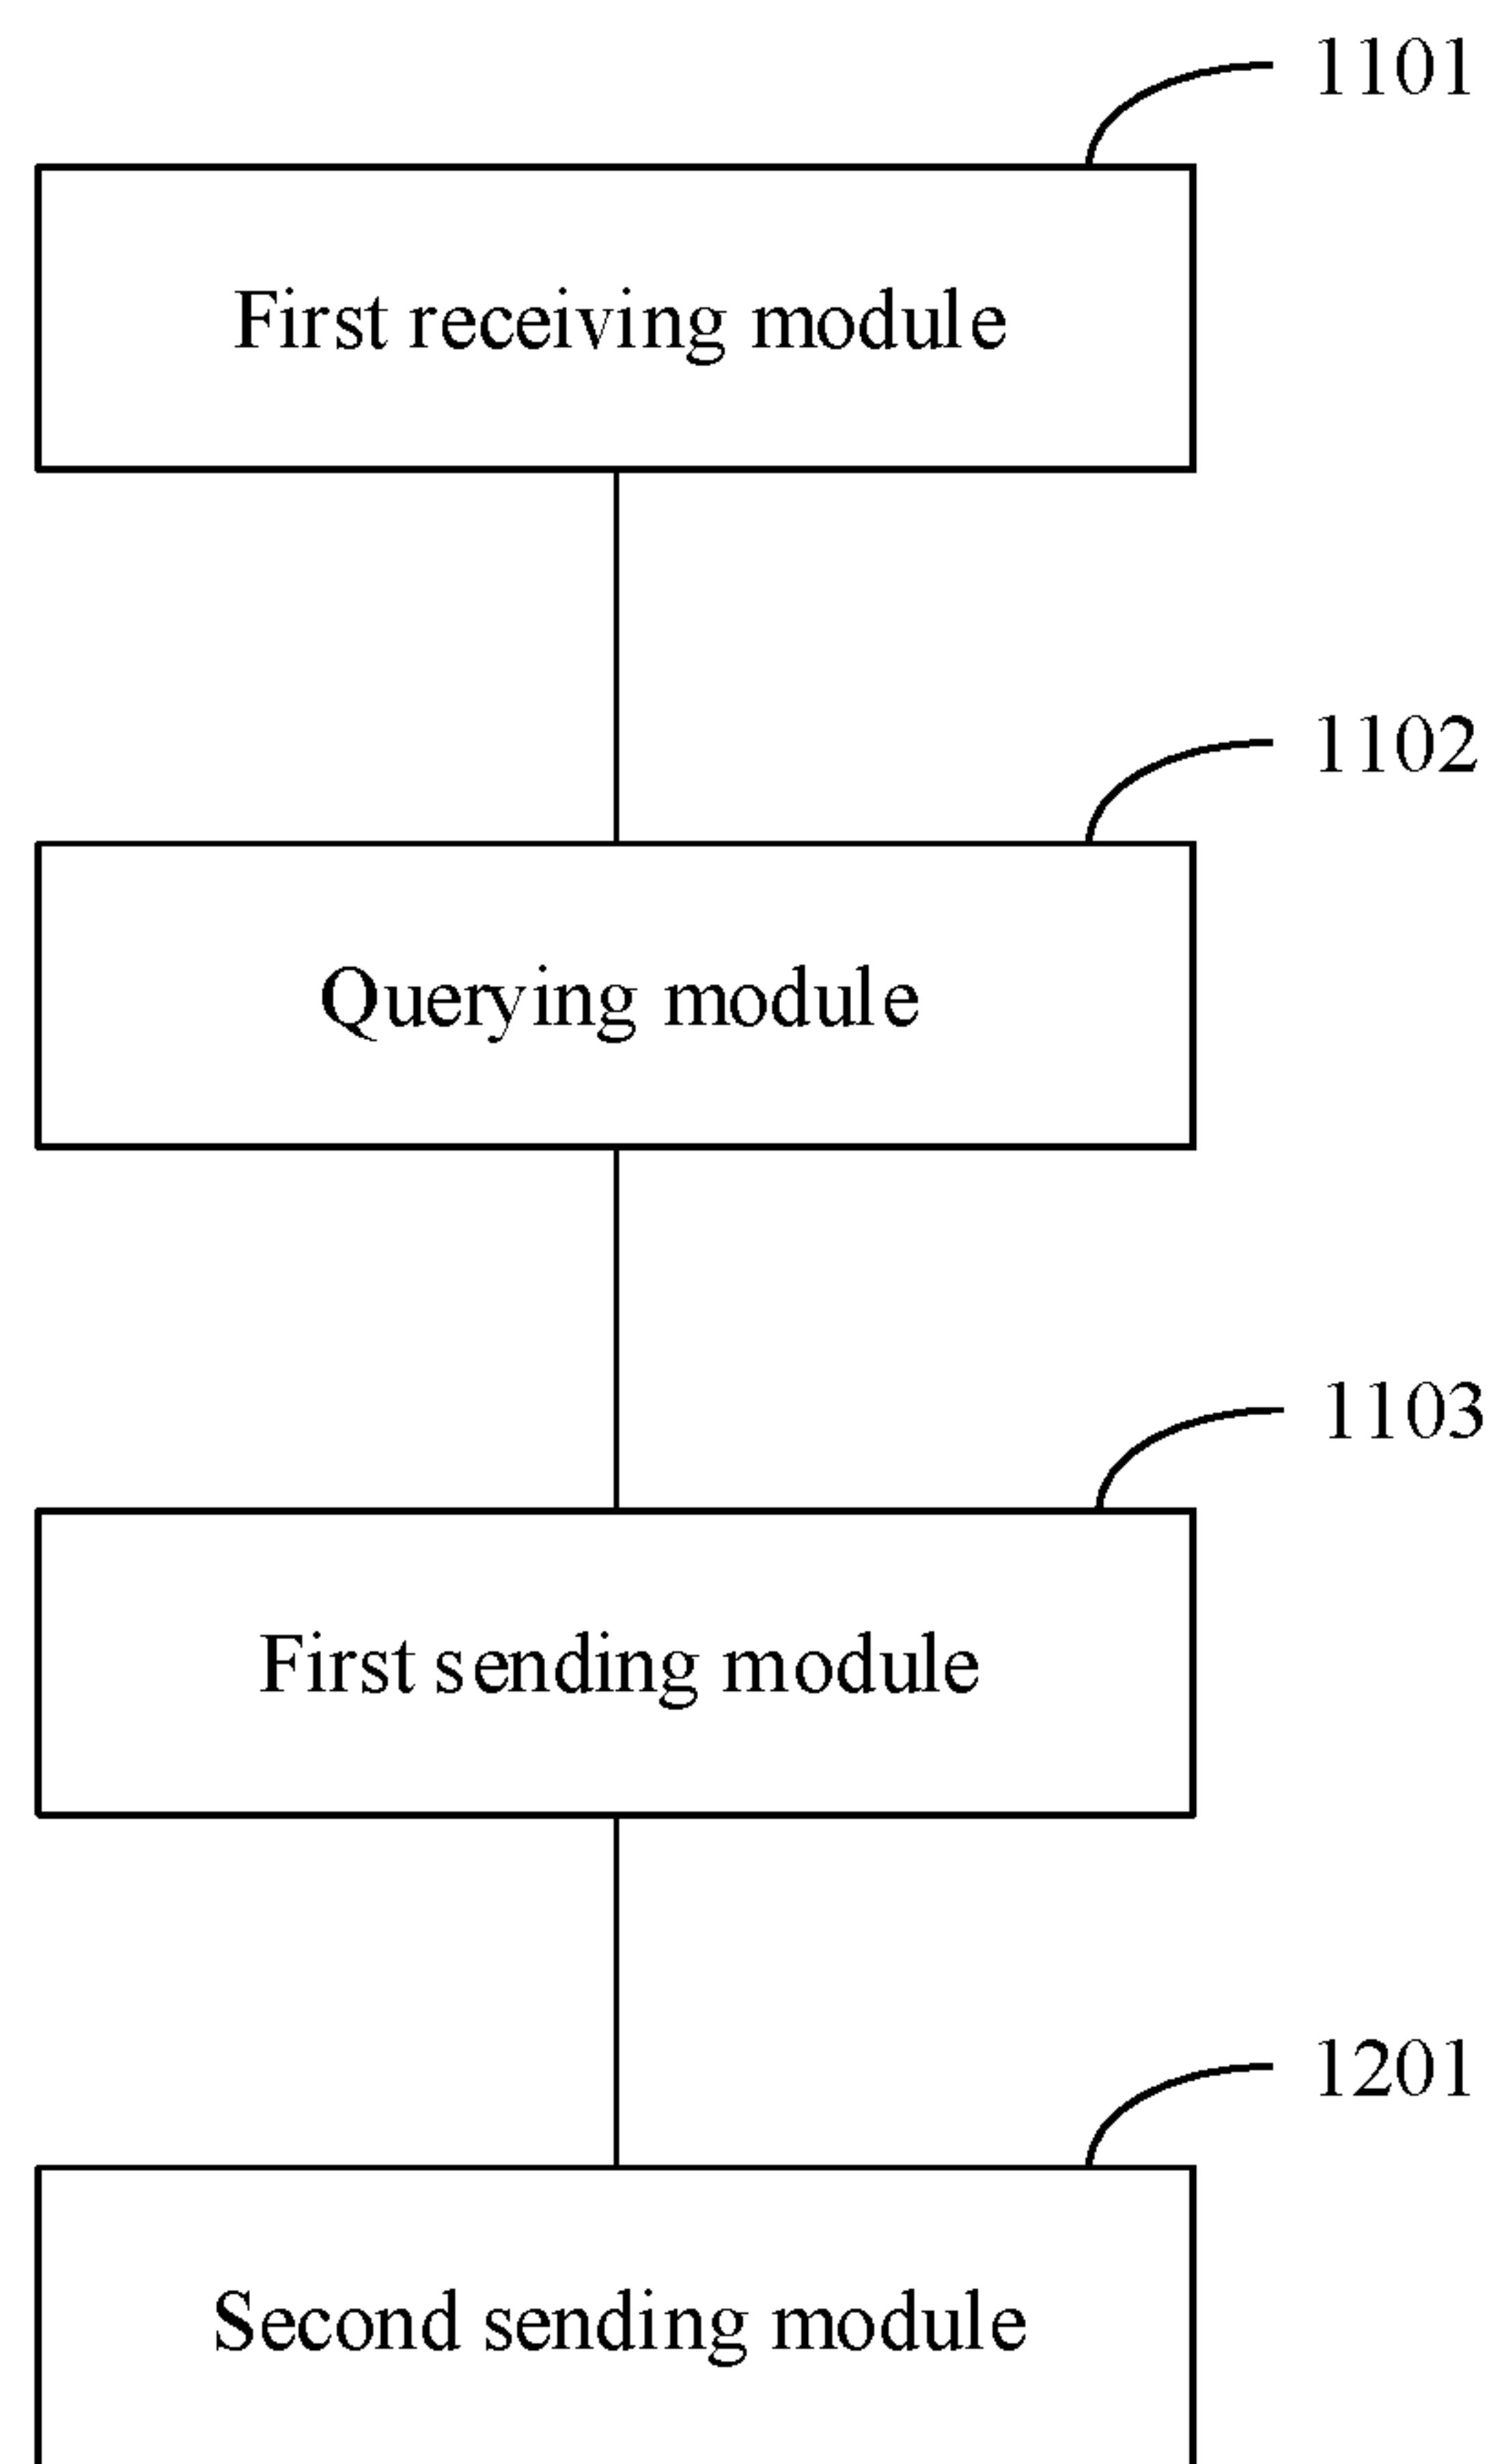 1101
First receiving module
1102
Querying module
1103
First sending module
1201
Second sending module